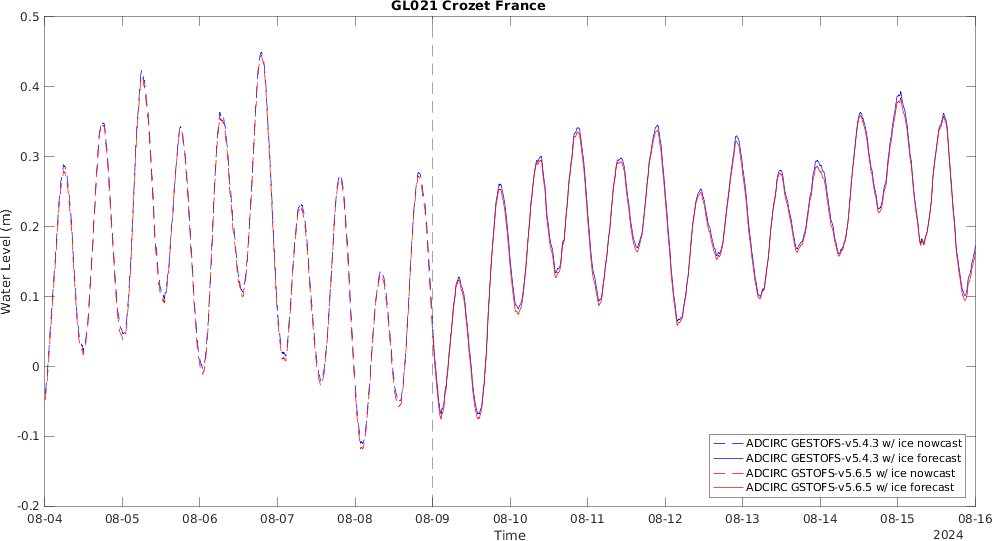 GL021 Crozet France
0.5
0.4
0.3
0.2
0.1
0
-0.1
-0.2
Water Level (m)
ADCIRC GESTOFS-v5.4.3 w/ ice nowcast
ADCIRC GESTOFS-v5.4.3 w/ ice forecast
ADCIRC GSTOFS-v5.6.5 w/ ice nowcast
ADCIRC GSTOFS-v5.6.5 w/ ice forecast
08-04 08-05 08-06 08-07 08-08 08-09 08-10 08-11 08-12 08-13 08-14 08-15 08-16
Time
2024